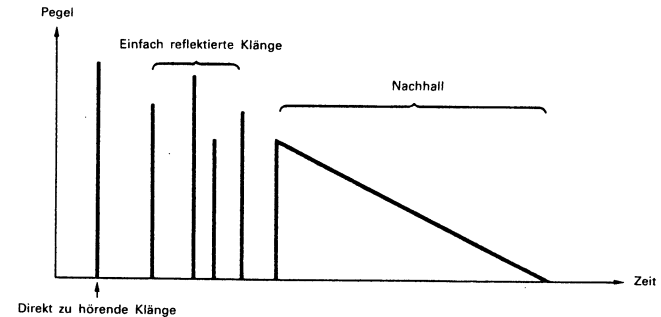 Pegel
Einfach reflektierte Klänge
Nachhall
Zeit
Direkt zu hörende Klänge